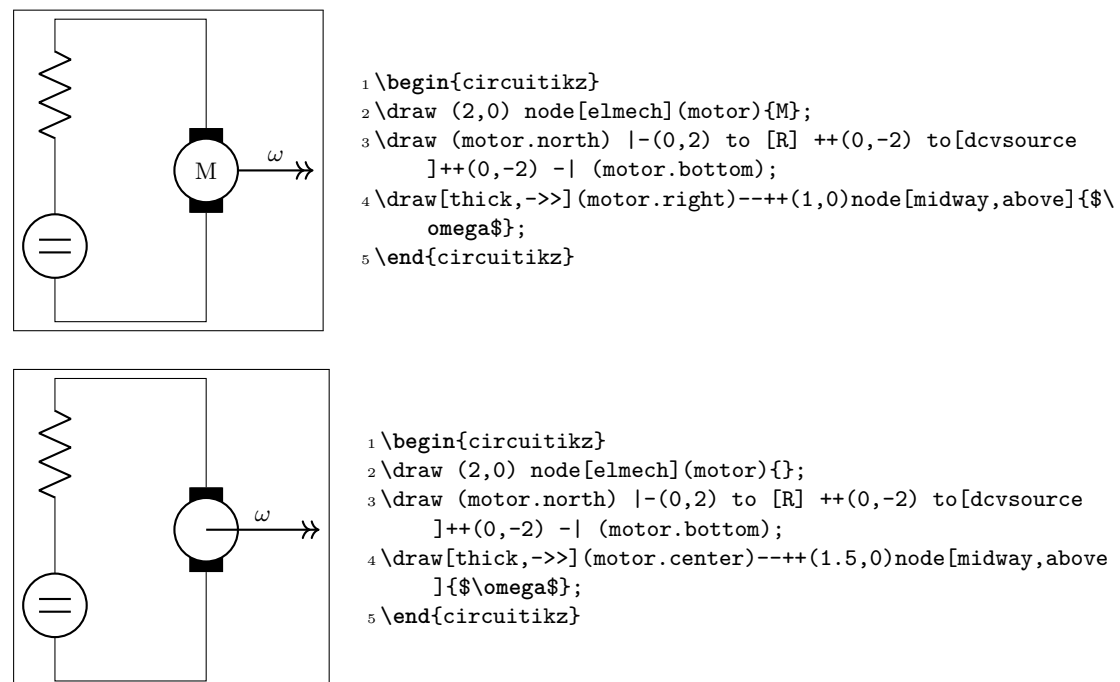 M
ω
1 \begin{circuitikz}
2 \draw (2,0) node[elmech](motor){M};
3 \draw (motor.north) |-(0,2) to [R] ++(0,-2) to[dcvsource
]++(0,-2) -| (motor.bottom);
4 \draw[thick,->>](motor.right)--++(1,0)node[midway,above]{$\
omega$};
5 \end{circuitikz}
ω
1 \begin{circuitikz}
2 \draw (2,0) node[elmech](motor){};
3 \draw (motor.north) |-(0,2) to [R] ++(0,-2) to[dcvsource
]++(0,-2) -| (motor.bottom);
4 \draw[thick,->>](motor.center)--++(1.5,0)node[midway,above
]{$\omega$};
5 \end{circuitikz}